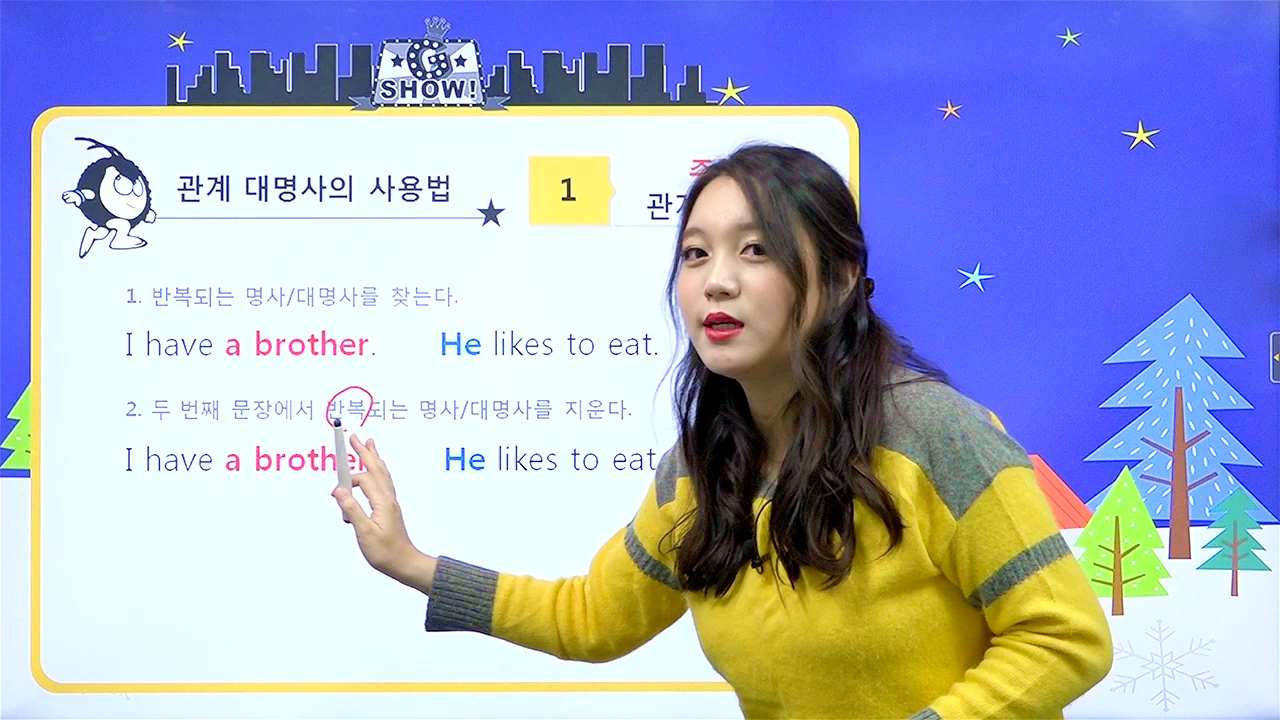 G
SHOW!
관계 대명사의 사용법
1
1. 반복되는 명사/대명사를 찾는다.
I have a brother. He likes to eat.
2. 두 번째 문장에서 반복되는 명사/대명사를 지운다.
I have a brother He likes to eat